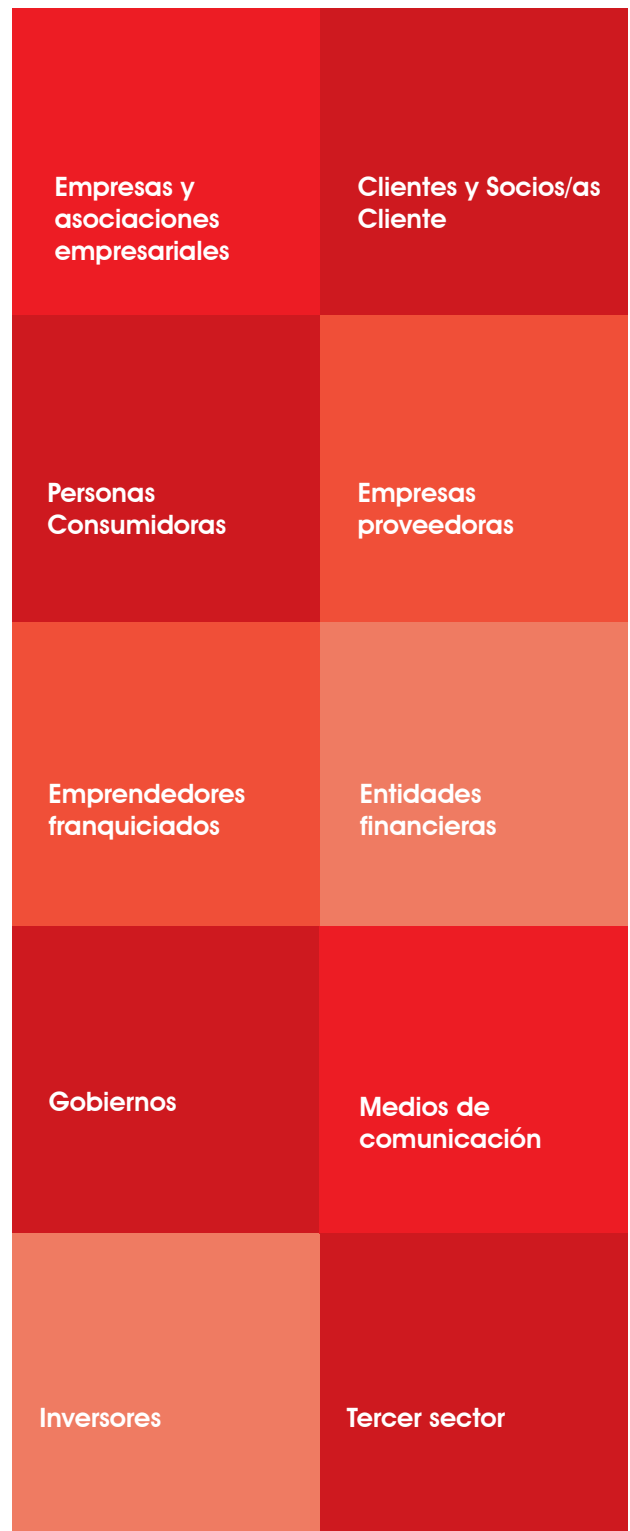 Empresas y
asociaciones
empresariales
Clientes y Socios/as
Cliente
Personas
Consumidoras
Empresas
proveedoras
Emprendedores
franquiciados
Entidades
financieras
Gobiernos
Medios de
comunicación
Inversores
Tercer sector